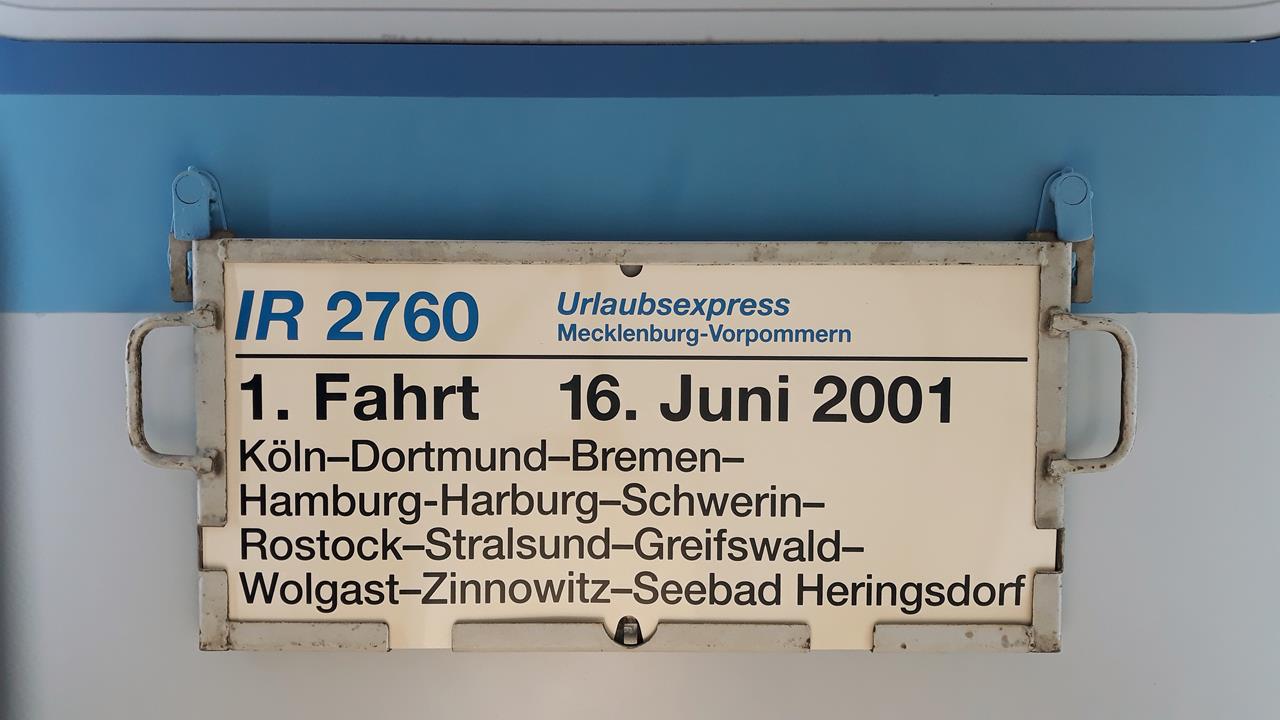 IR 2760 Urlaubsexpress
Mecklenburg-Vorpommern
1. Fahrt 16. Juni 2001
Köln–Dortmund–Bremen–
Hamburg-Harburg–Schwerin–
Rostock–Stralsund–Greifswald–
Wolgast–Zinnowitz–Seebad Heringsdorf